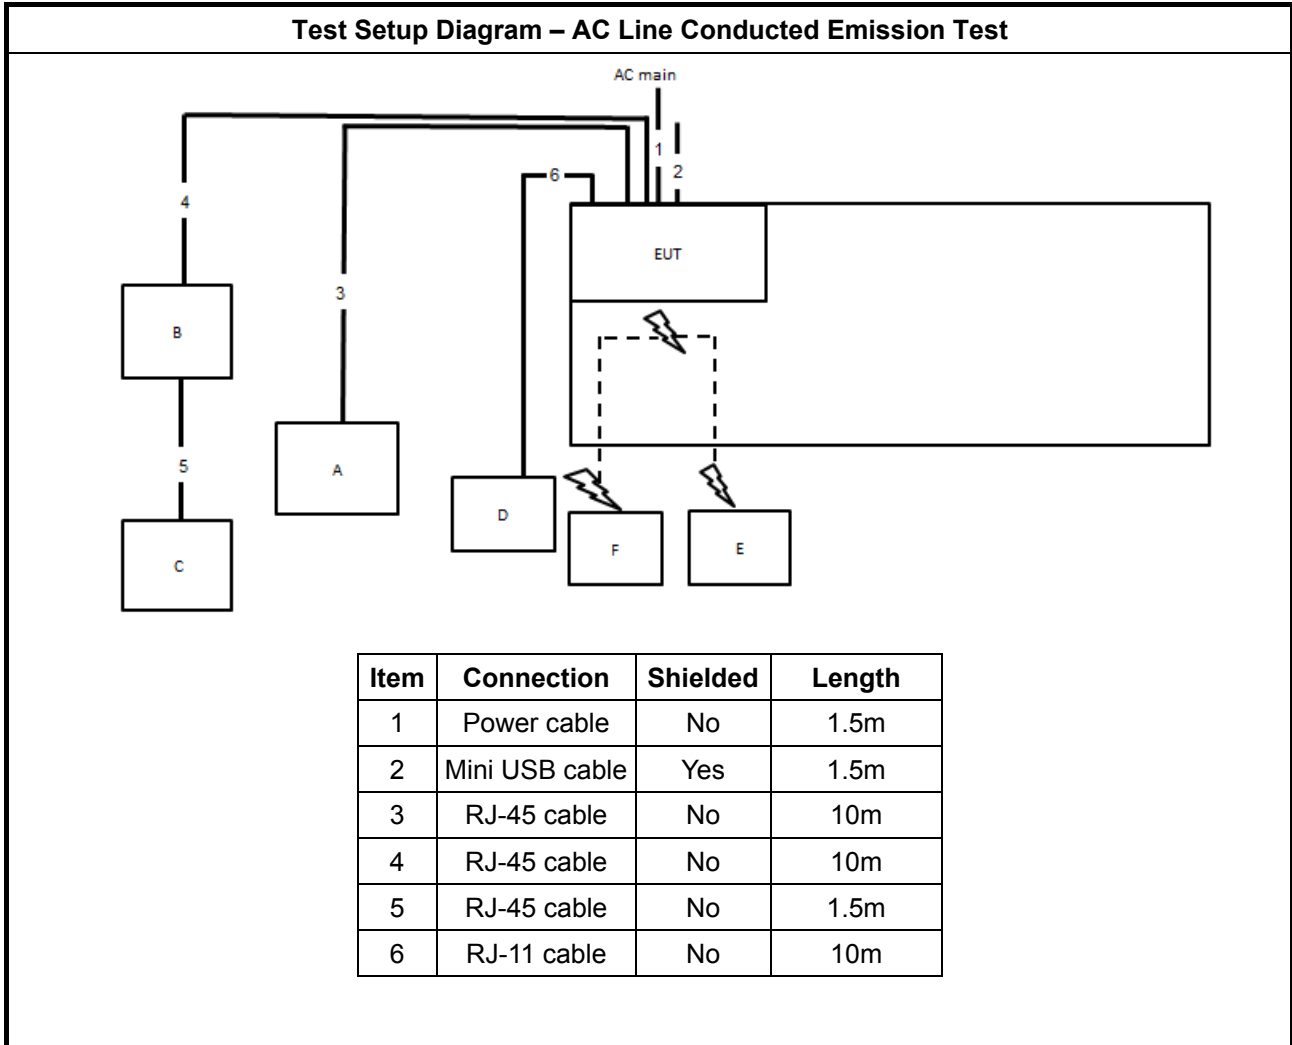 Test Setup Diagram – AC Line Conducted Emission Test
AC main
1
2
6
4
EUT
3
B
5
A
D
F
E
C
Item Connection Shielded Length
1 Power cable No 1.5m
2 Mini USB cable Yes 1.5m
3 RJ-45 cable No 10m
4 RJ-45 cable No 10m
5 RJ-45 cable No 1.5m
6 RJ-11 cable No 10m